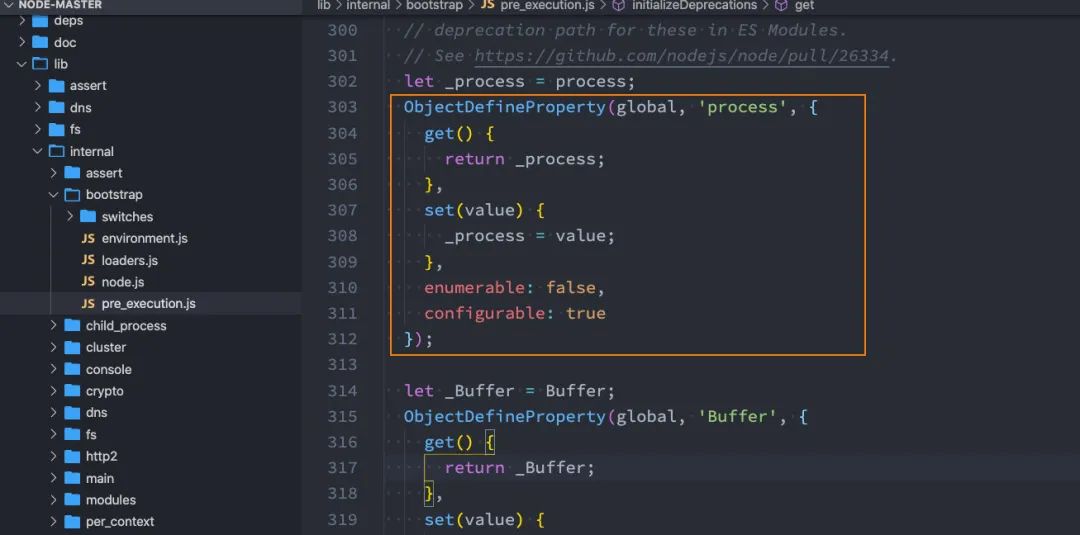 NODE-MASTER
deps
doc
lib
assert
dns
fs
internal
assert
bootstrap
switches
JS environment.js
JS loaders.js
JS node.js
JS pre_execution.js
child_process
cluster
console
crypto
dns
fs
http2
main
modules
per_context
lib > internal > bootstrap > JS pre_execution.js > initializeDeprecations > get
300 // deprecation path for these in ES Modules.
301 // See https://github.com/nodejs/node/pull/26334.
302 let _process = process;
303 ObjectDefineProperty(global, 'process', {
304 get() {
305 return _process;
306 },
307 set(value) {
308 _process = value;
309 },
310 enumerable: false,
311 configurable: true
312 });
313
314 let _Buffer = Buffer;
315 ObjectDefineProperty(global, 'Buffer', {
316 get() {
317 return _Buffer;
318 },
319 set(value) {